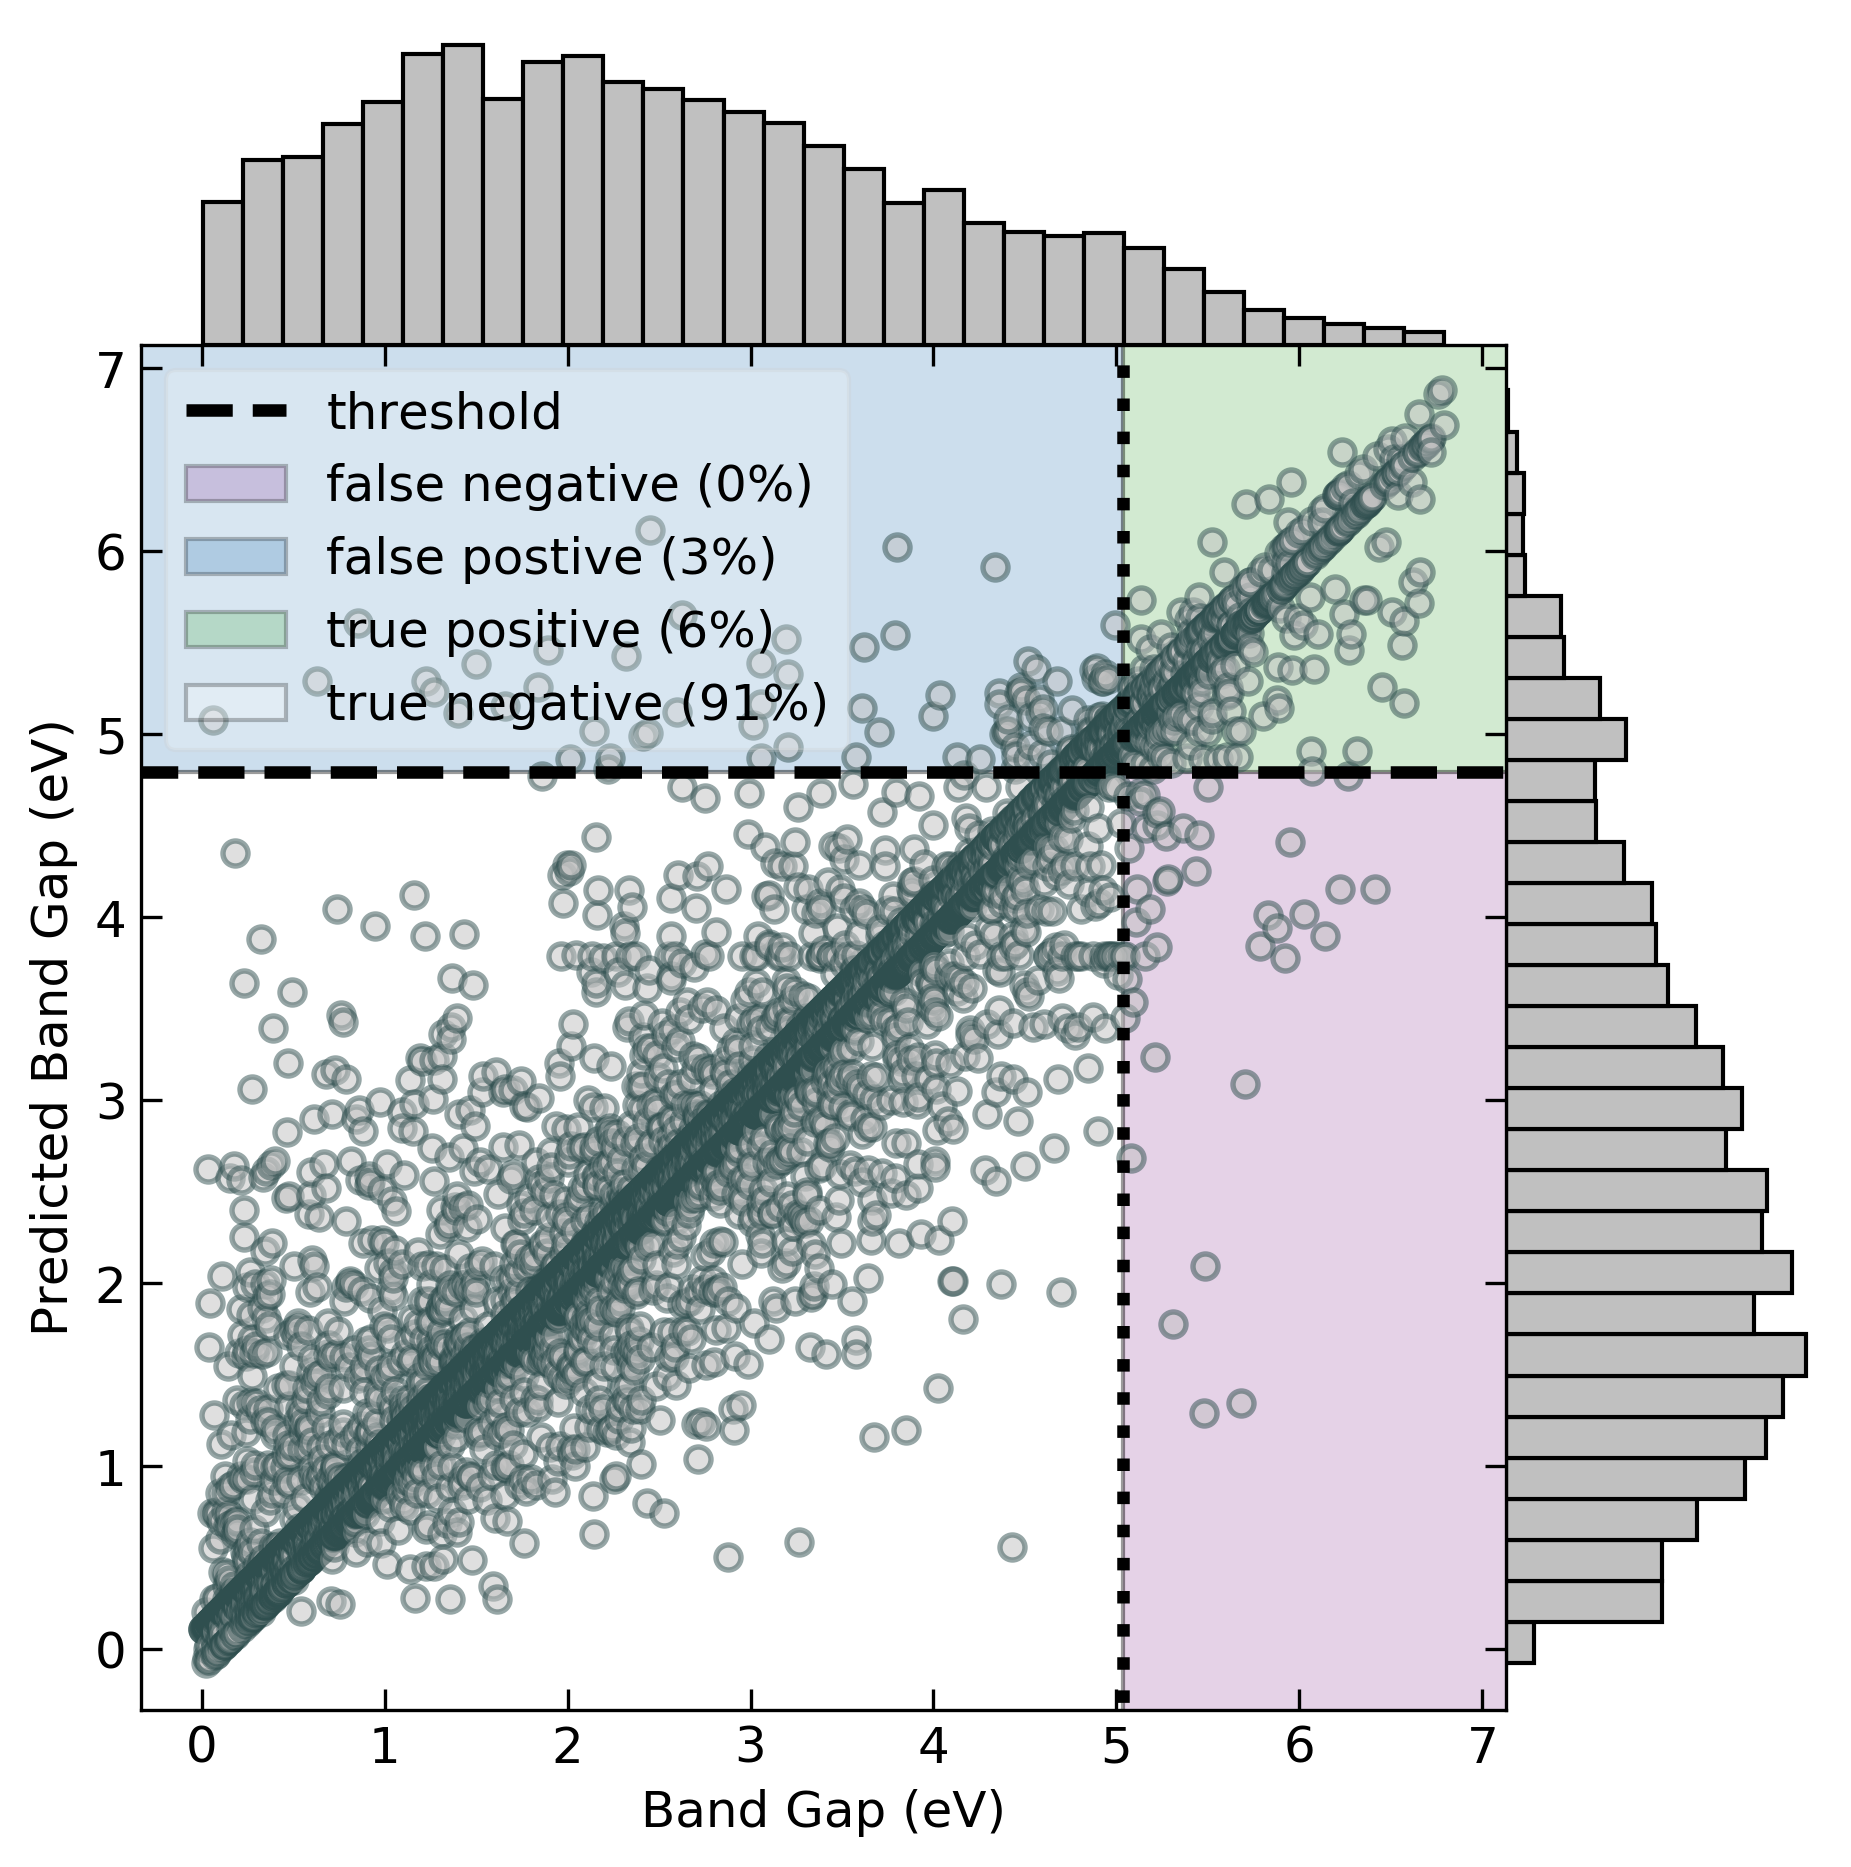 threshold
false negative (0%)
false postive (3%)
true positive (6%)
true negative (91%)
7
6
5
4
3
2
1
0
Predicted Band Gap (eV)
0 1 2 3 4 5 6 7
Band Gap (eV)